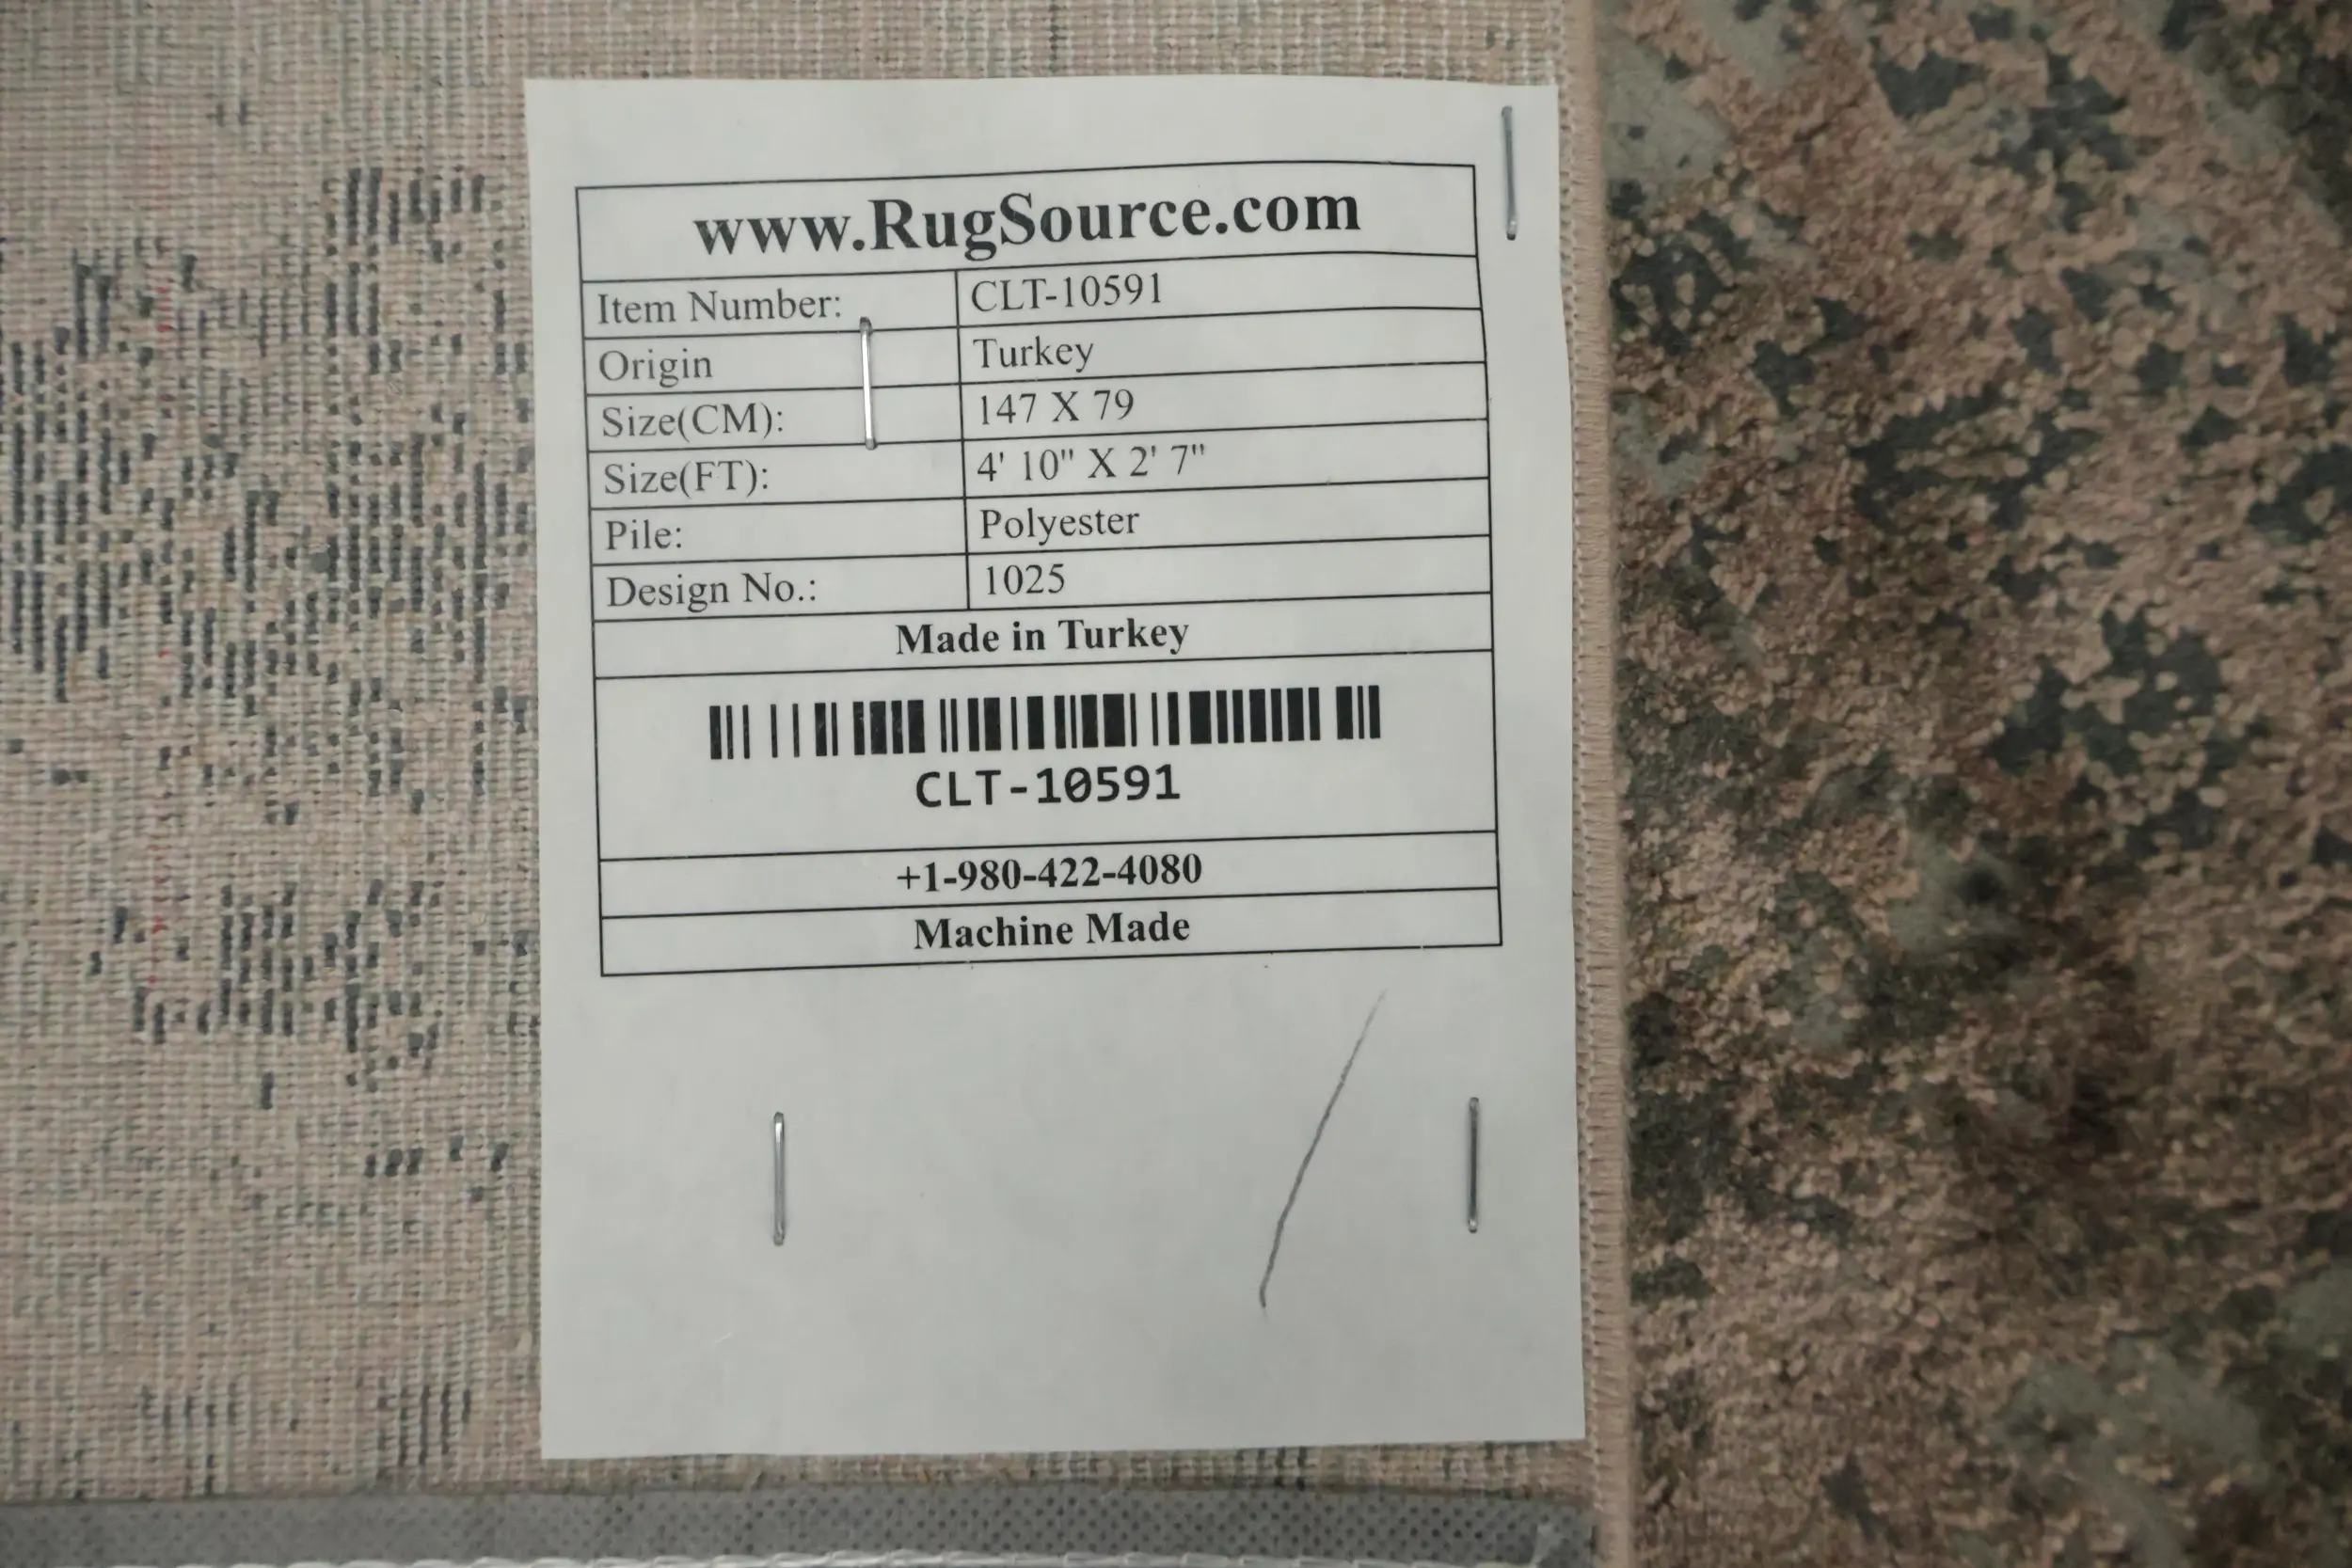 www.RugSource.com
Item Number: CLT-10591
Origin Turkey
Size(CM): 147 X 79
Size(FT): 4' 10" X 2' 7"
Pile: Polyester
Design No.: 1025
Made in Turkey
CLT-10591
+1-980-422-4080
Machine Made